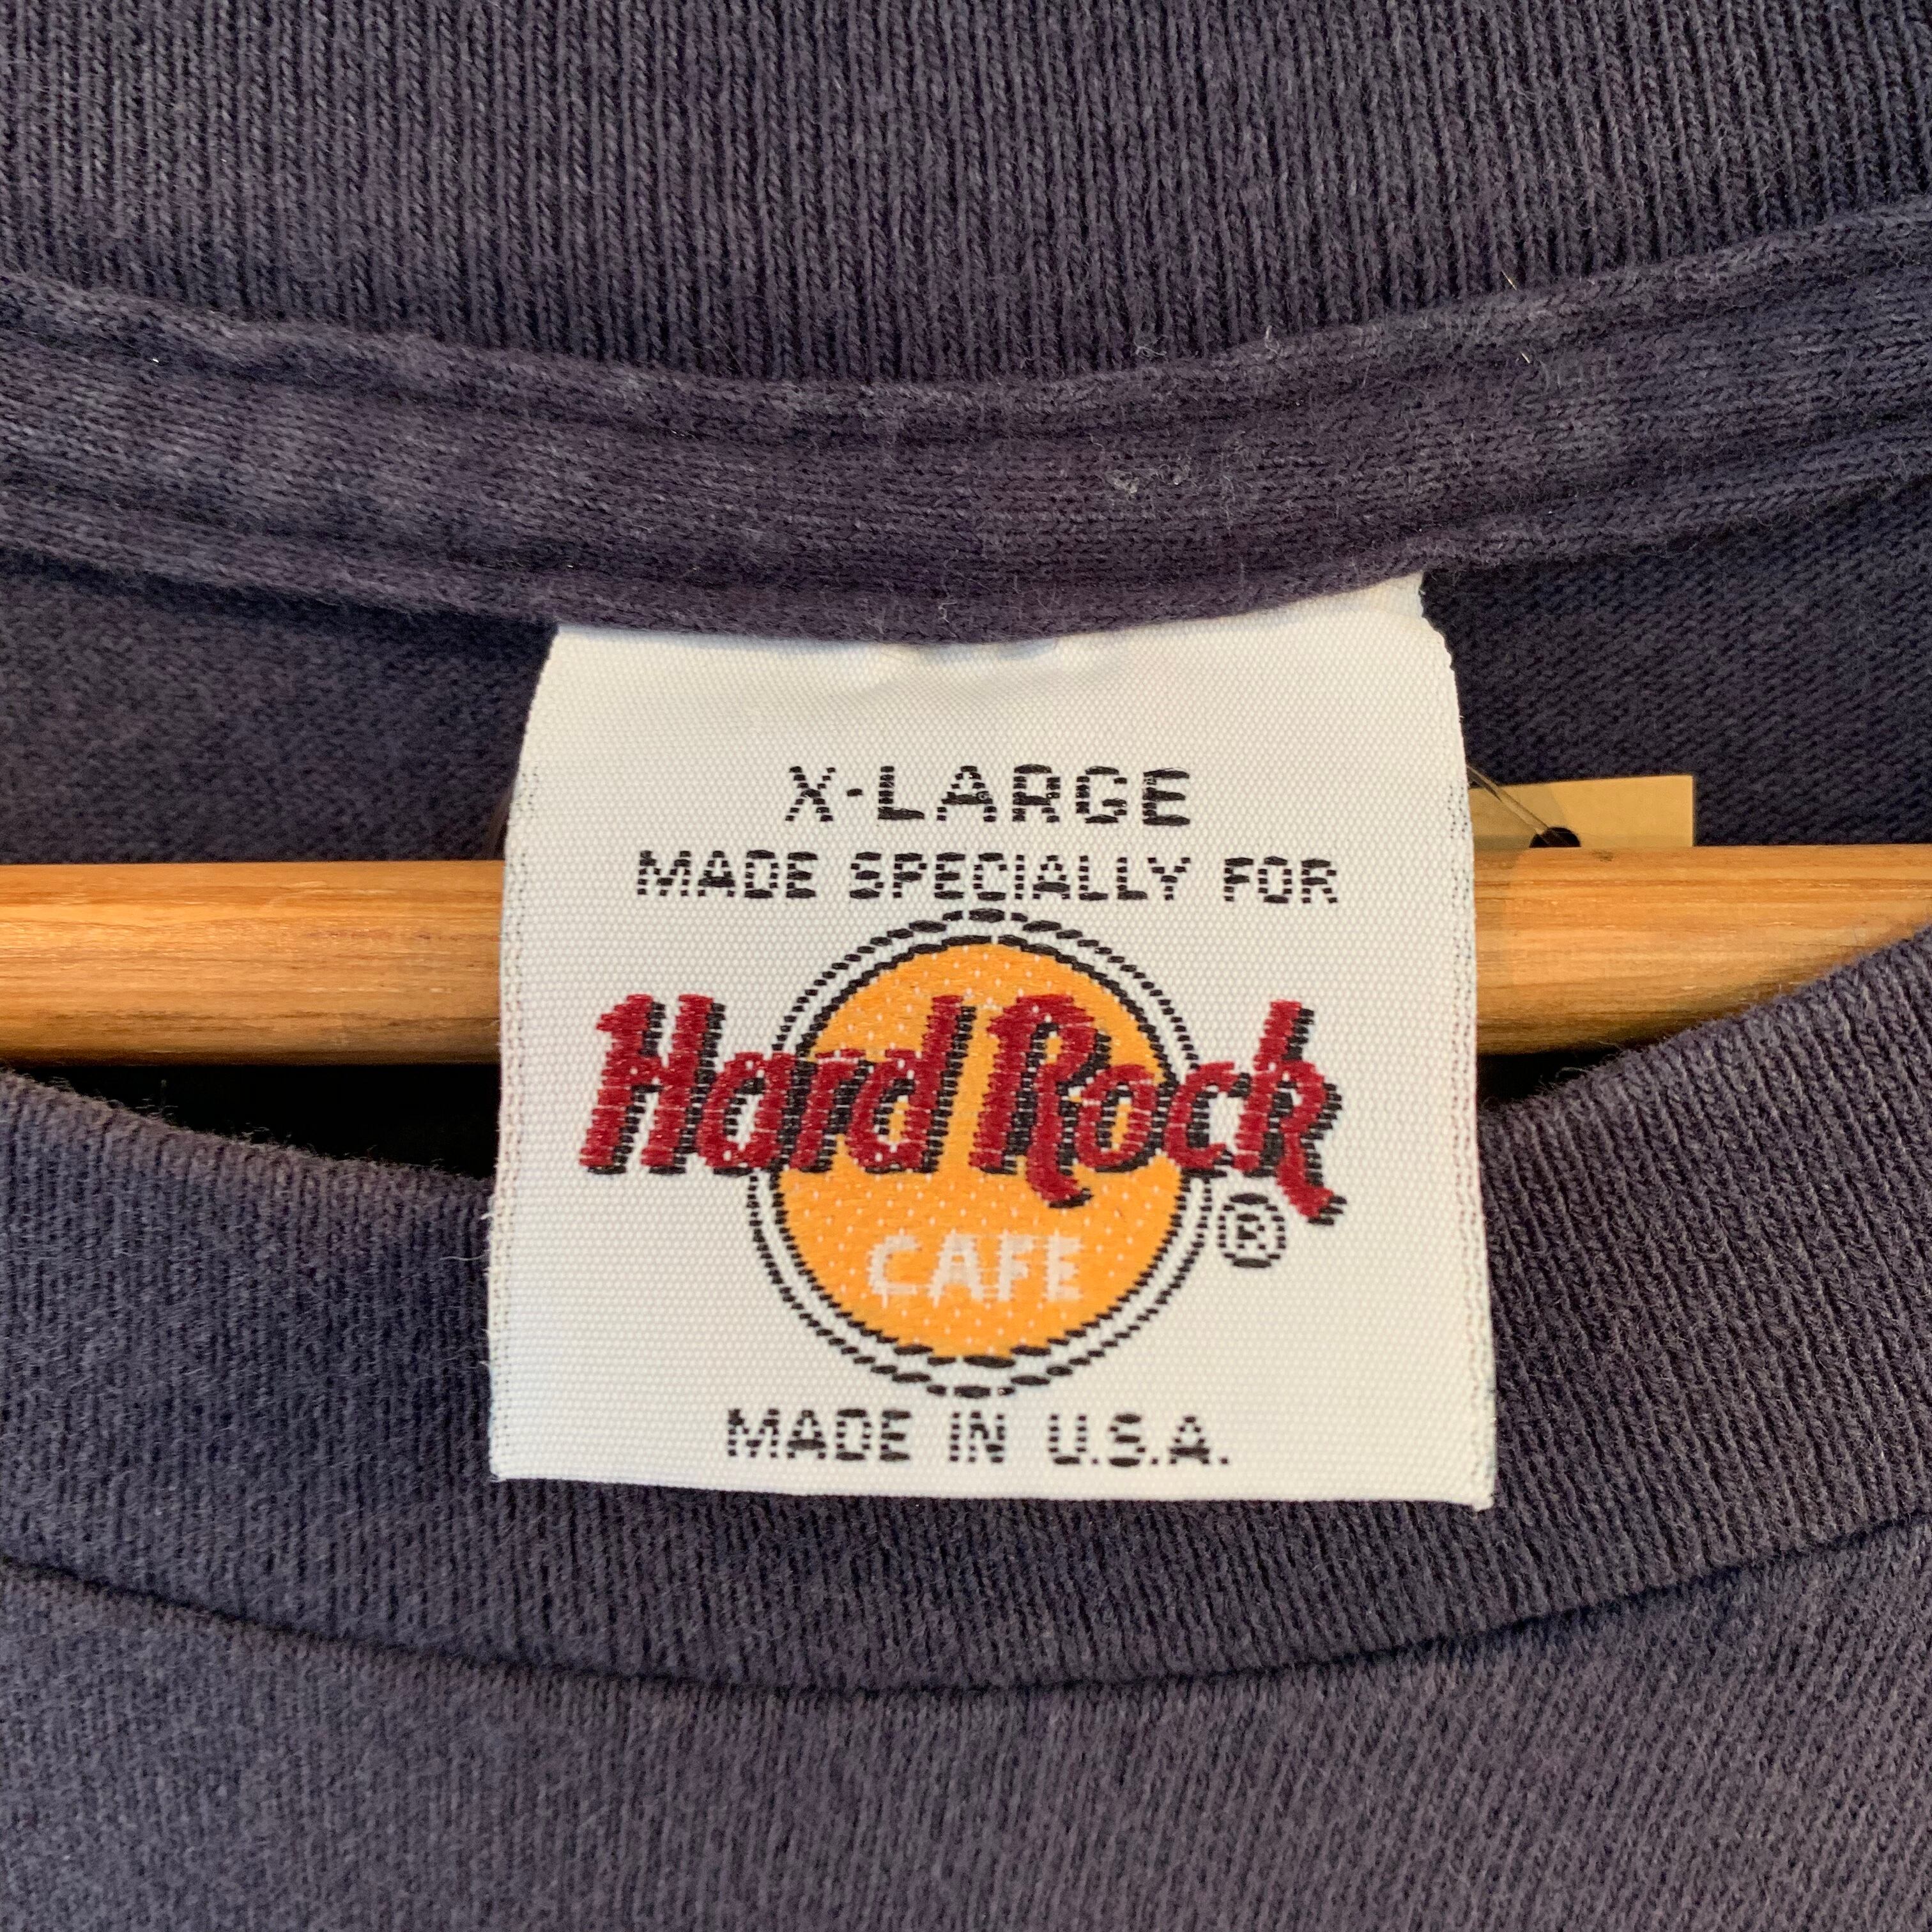 X-LARGE
MADE SPECIALLY FOR
Hard Rock
CAFE ®
MADE IN U.S.A.